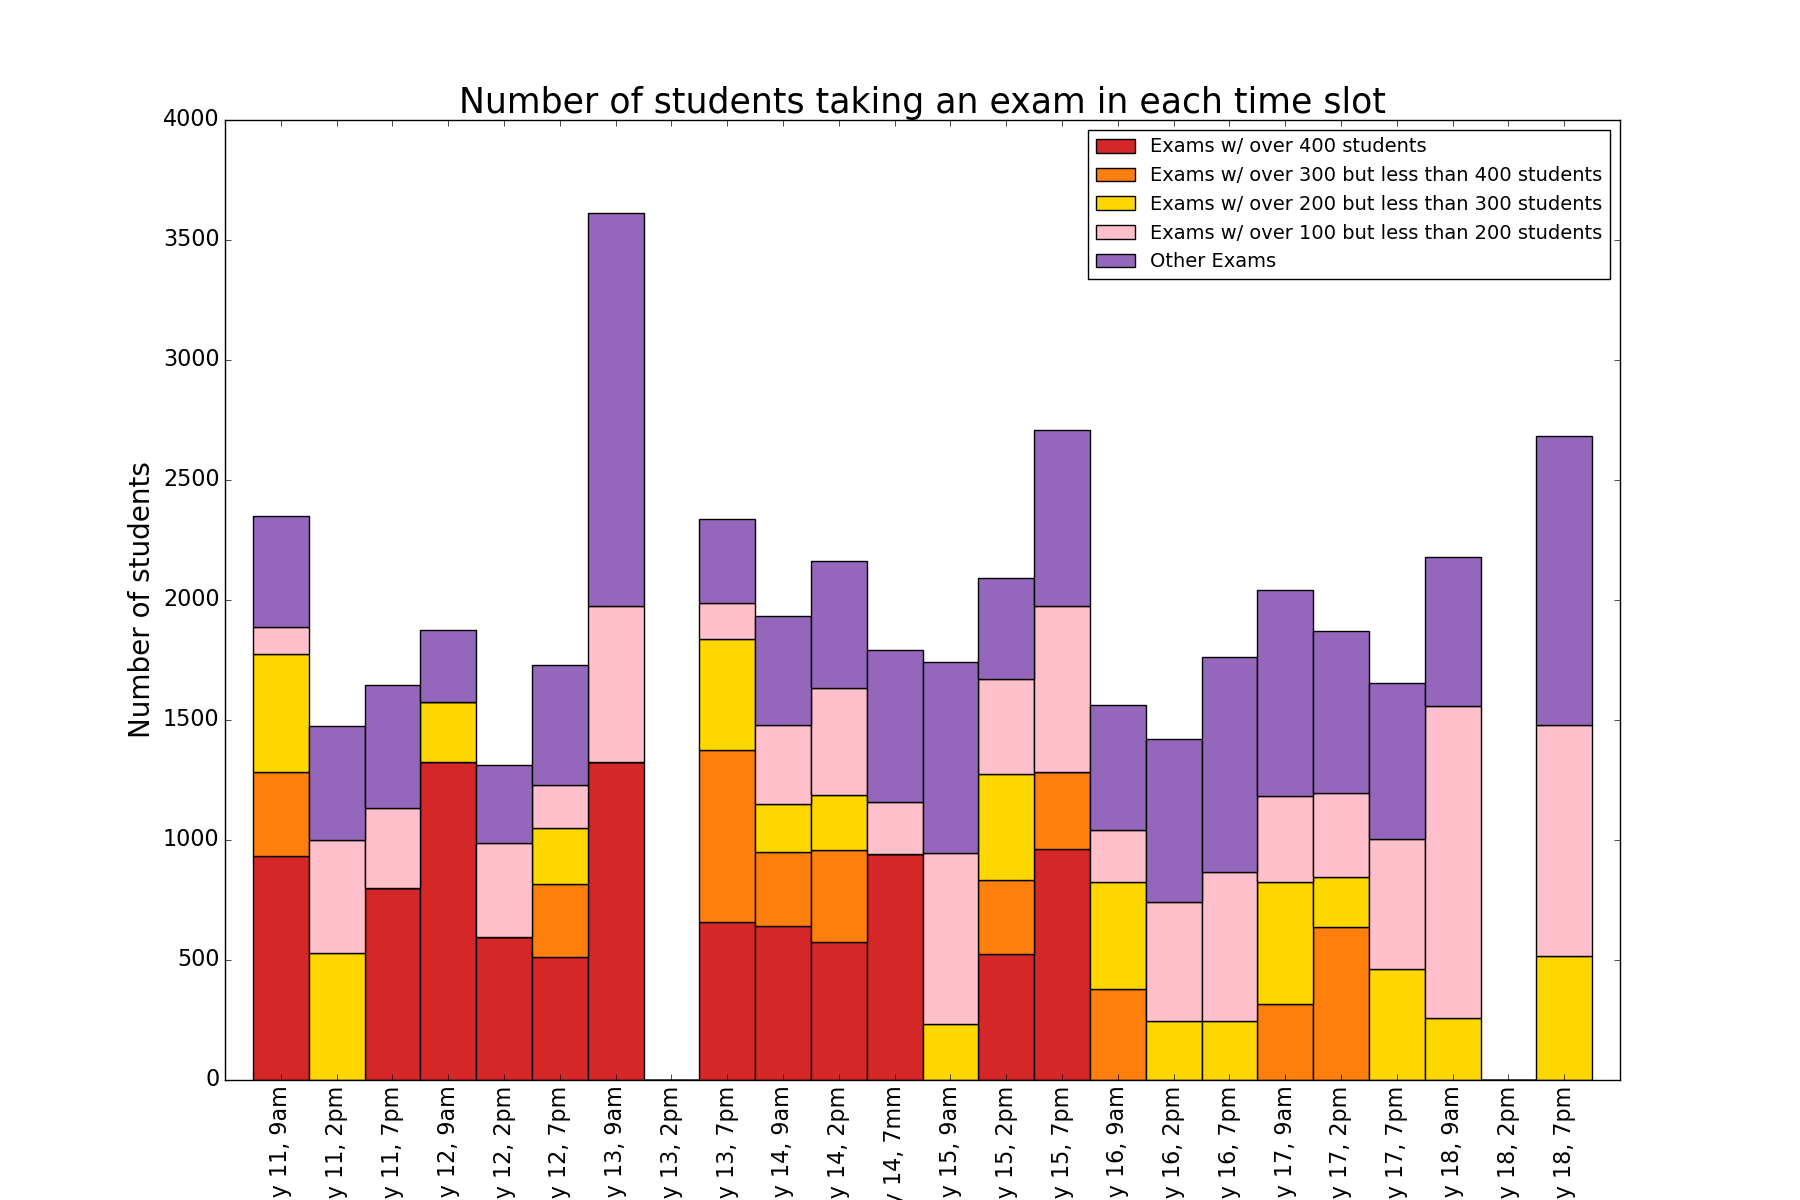 Number of students taking an exam in each time slot
4000
3500
3000
2500
2000
1500
1000
500
0
Number of students
Exams w/ over 400 students
Exams w/ over 300 but less than 400 students
Exams w/ over 200 but less than 300 students
Exams w/ over 100 but less than 200 students
Other Exams
y 11, 9am
y 11, 2pm
y 11, 7pm
y 12, 9am
y 12, 2pm
y 12, 7pm
y 13, 9am
y 13, 2pm
y 13, 7pm
y 14, 9am
y 14, 2pm
y 14, 7mm
y 15, 9am
y 15, 2pm
y 15, 7pm
y 16, 9am
y 16, 2pm
y 16, 7pm
y 17, 9am
y 17, 2pm
y 17, 7pm
y 18, 9am
y 18, 2pm
y 18, 7pm